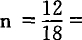 n = 12/18 =